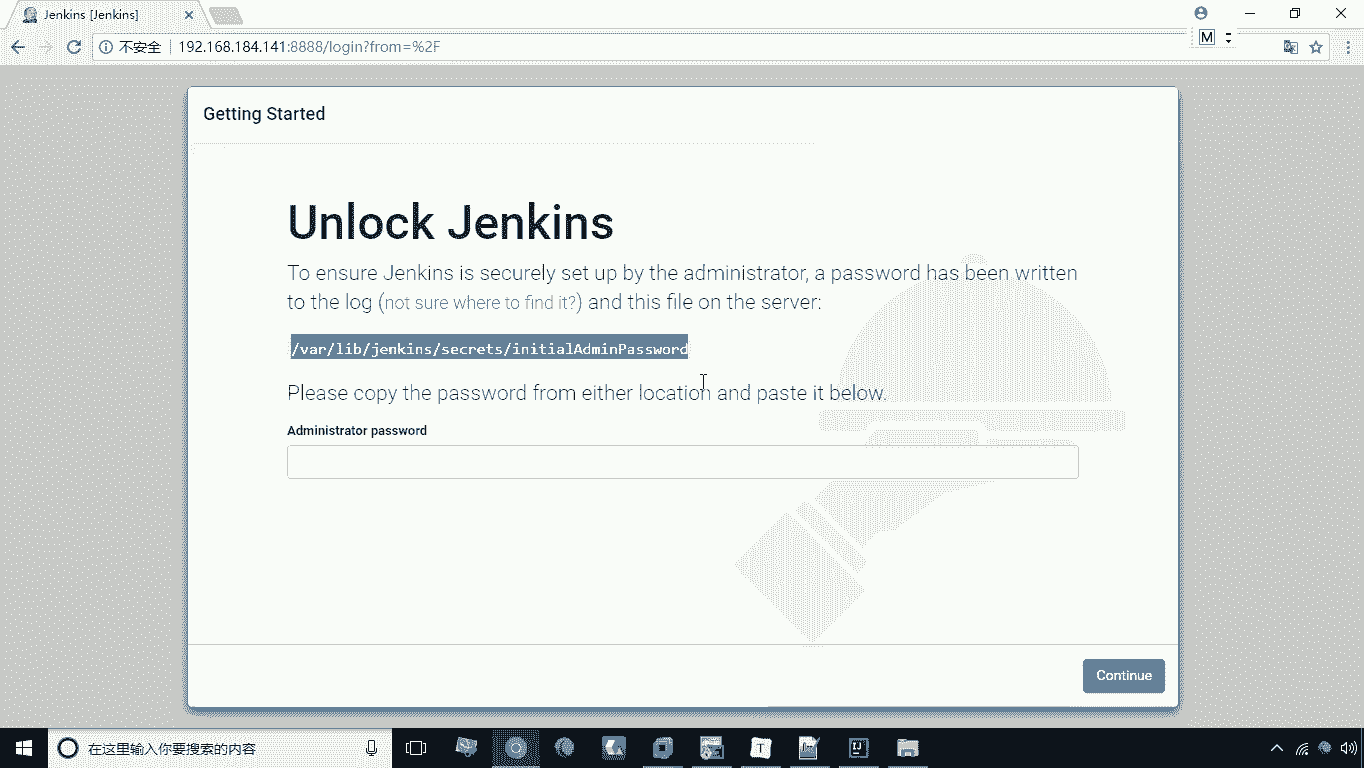 Jenkins [Jenkins]
不安全 192.168.184.141:8888/login?from=%2F
M
Getting Started
Unlock Jenkins
To ensure Jenkins is securely set up by the administrator, a password has been written
to the log (not sure where to find it?) and this file on the server:
/var/lib/jenkins/secrets/initialAdminPassword
Please copy the password from either location and paste it below.
Administrator password
Continue
在这里输入你要搜索的内容